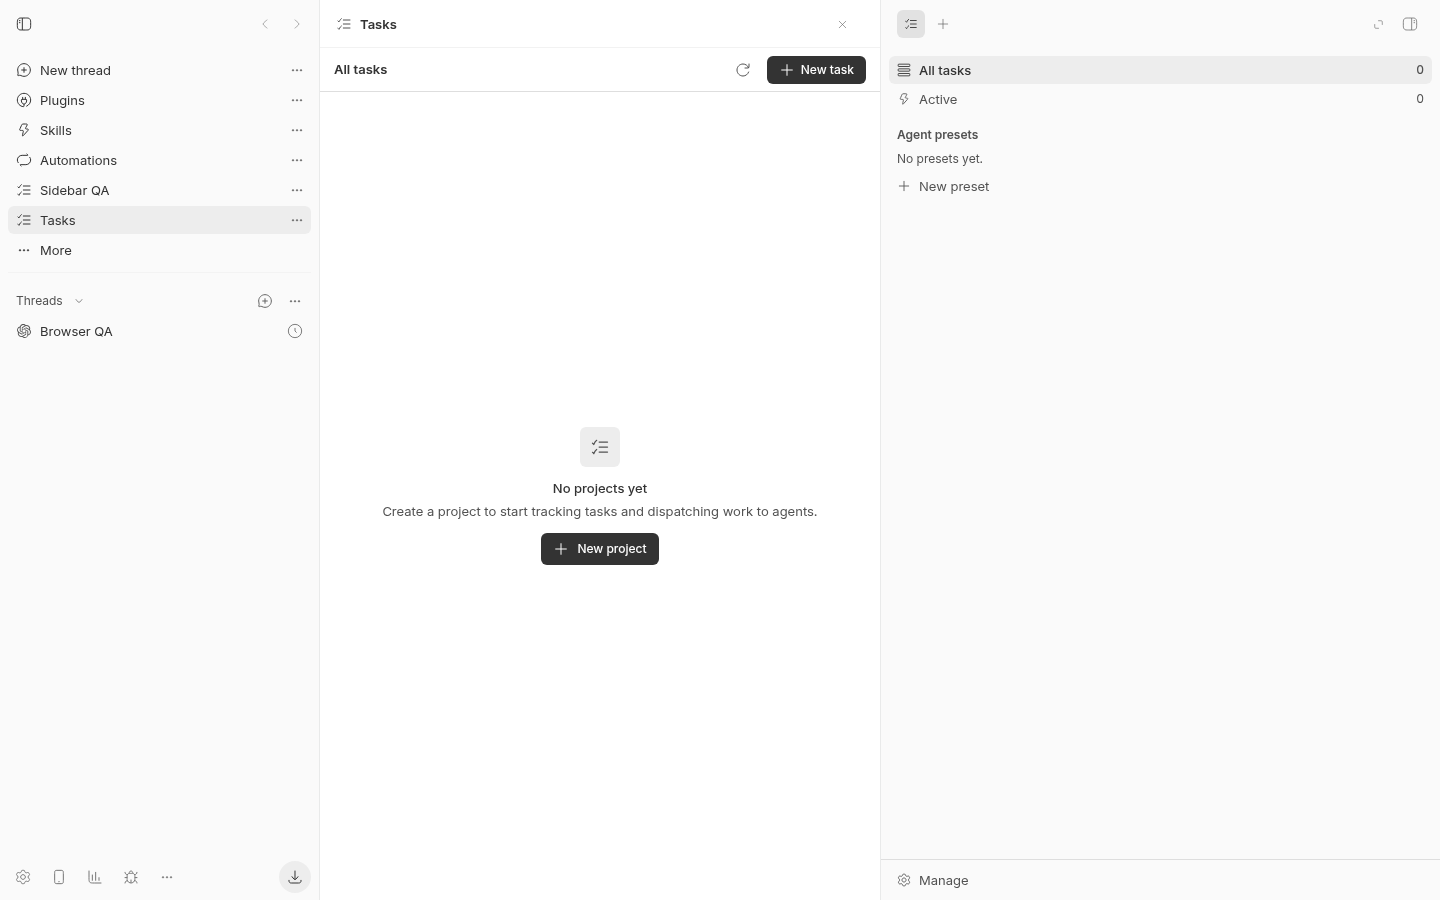 New thread
Plugins
Skills
Automations
Sidebar QA
Tasks
More
Threads
Browser QA
Tasks
All tasks
New task
No projects yet
Create a project to start tracking tasks and dispatching work to agents.
New project
All tasks 0
Active 0
Agent presets
No presets yet.
New preset
Manage